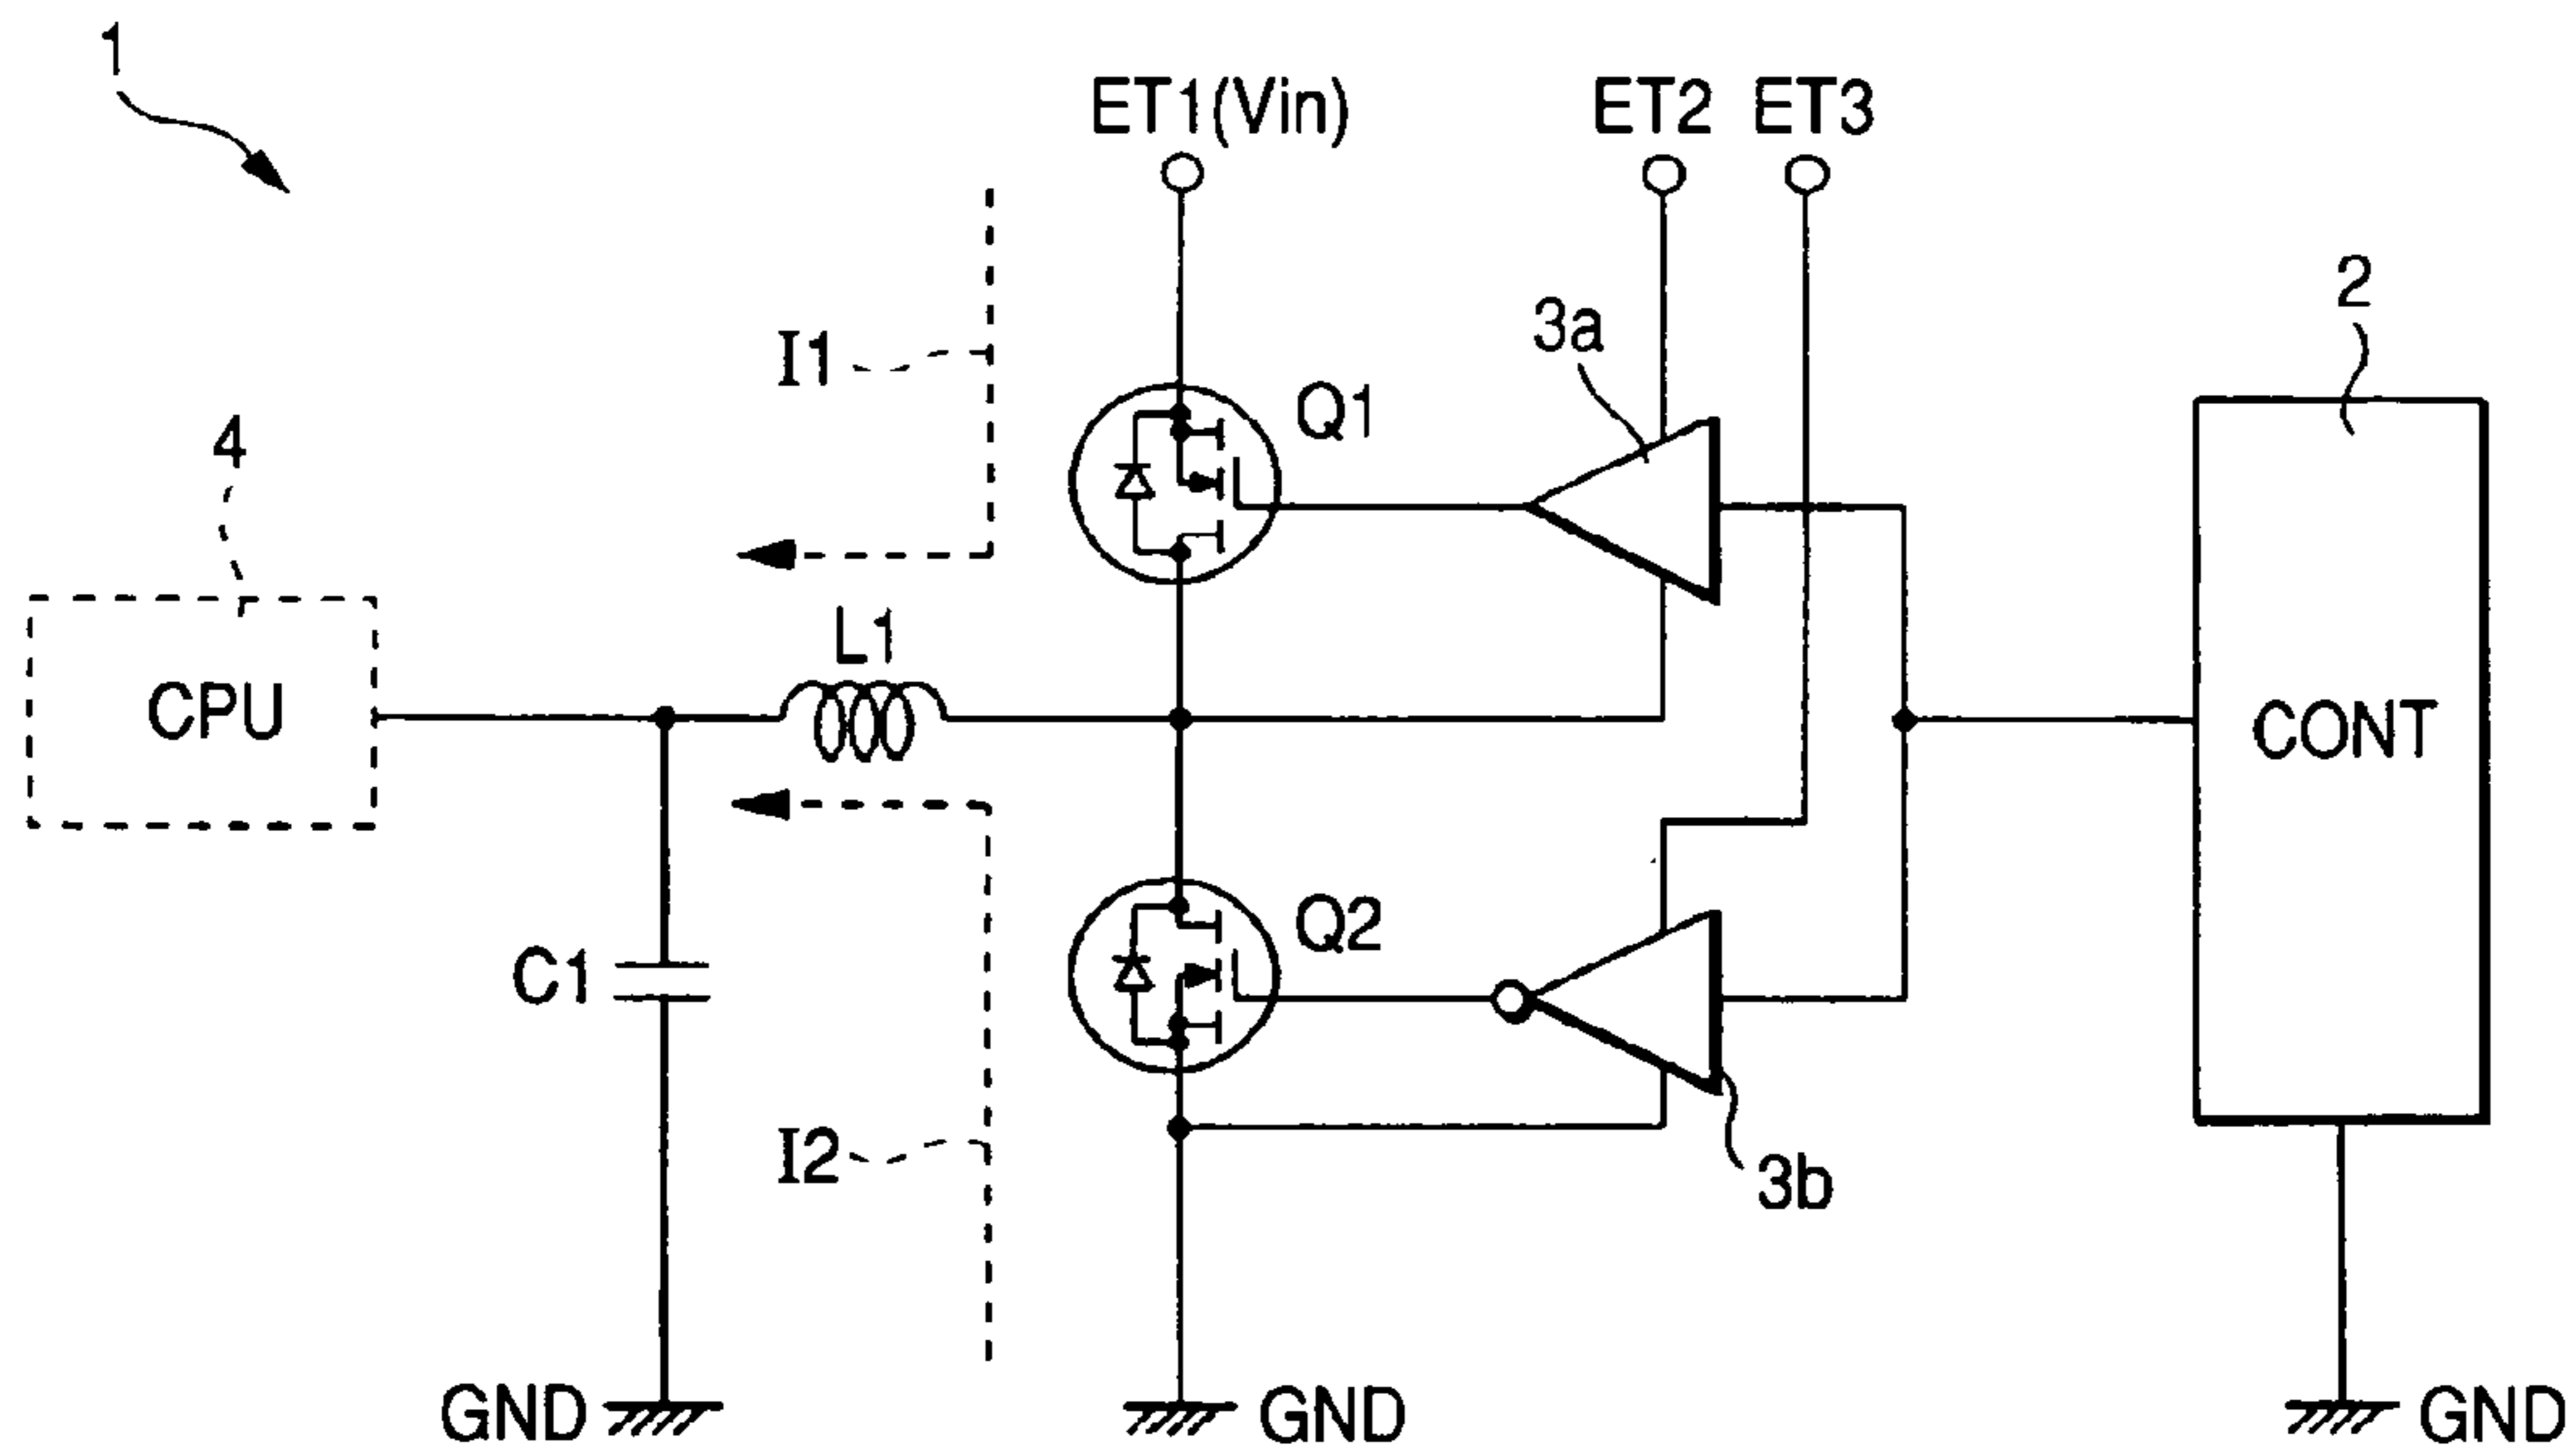 1
ET1(Vin)
ET2
ET3
2
3a
I1
Q1
4
L1
CPU
CONT
Q2
C1
I2
3b
GND
GND
GND